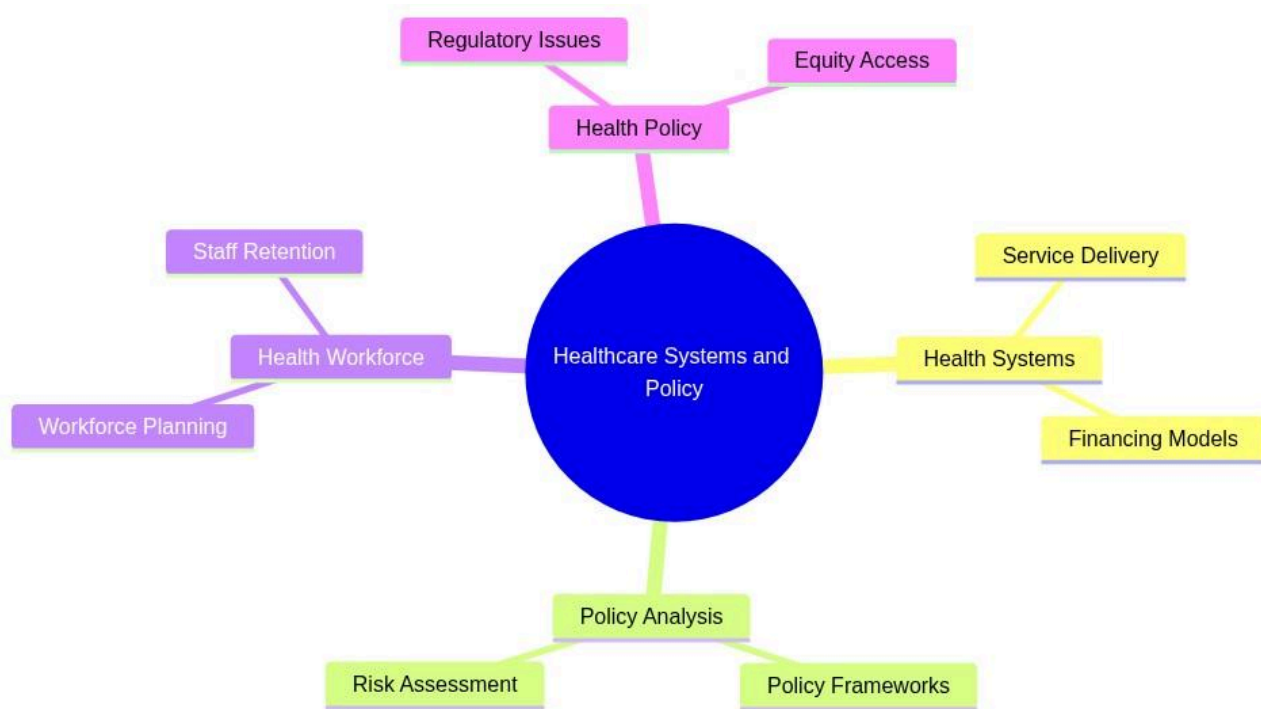 Regulatory Issues
Equity Access
Health Policy
Staff Retention
Service Delivery
Health Workforce
Healthcare Systems and
Policy
Health Systems
Workforce Planning
Financing Models
Policy Analysis
Risk Assessment
Policy Frameworks